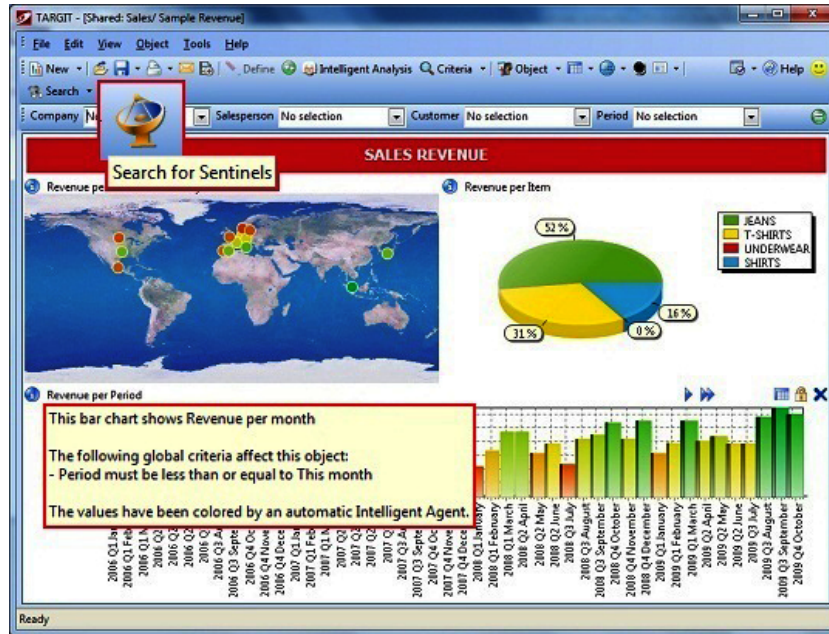 TARGIT - [Shared: Sales/ Sample Revenue]
File Edit View Object Tools Help
New Define Intelligent Analysis Criteria Object Help
Search
Company Salesperson No selection Customer No selection Period No selection
SALES REVENUE
Search for Sentinels
Revenue per
Revenue per Item
52 %
31 %
0 %
16 %
JEANS
T-SHIRTS
UNDERWEAR
SHIRTS
Revenue per Period
This bar chart shows Revenue per month
The following global criteria affect this object:
- Period must be less than or equal to This month
The values have been colored by an automatic Intelligent Agent.
2008 Q1 February
2008 Q1 March
2008 Q2 April
2008 Q2 May
2008 Q2 June
2008 Q3 July
2008 Q3 August
2008 Q3 September
2008 Q4 October
2008 Q4 November
2008 Q4 December
2009 Q1 January
2009 Q1 February
2009 Q1 March
2009 Q2 April
2009 Q2 May
2009 Q2 June
2009 Q3 July
2009 Q3 August
2009 Q3 September
2009 Q4 October
Ready